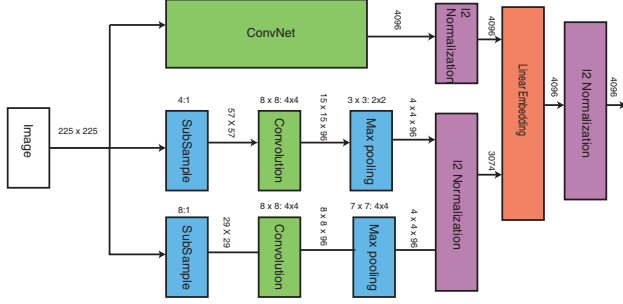 ConvNet
4096
l2 Normalization
4096
Image
225 x 225
4:1
SubSample
57 X 57
8 x 8: 4x4
Convolution
15 x 15 x 96
3 x 3: 2x2
Max pooling
4 x 4 x 96
l2 Normalization
3074
Linear Embedding
4096
l2 Normalization
4096
8:1
SubSample
29 X 29
8 x 8: 4x4
Convolution
8 x 8 x 96
7 x 7: 4x4
Max pooling
4 x 4 x 96